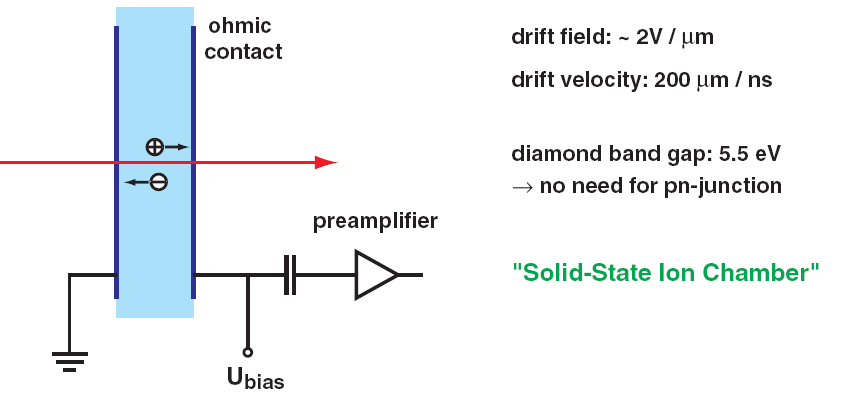 ohmic
contact
preamplifier
U_bias
drift field: ~ 2V / μm
drift velocity: 200 μm / ns
diamond band gap: 5.5 eV
→ no need for pn-junction
"Solid-State Ion Chamber"